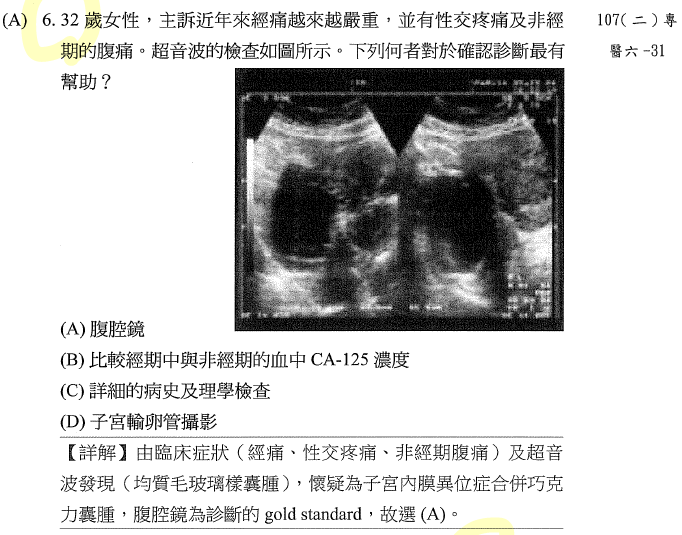 (A) 6. 32 歲女性，主訴近年來經痛越來越嚴重，並有性交疼痛及非經
107(二)專
期的腹痛。超音波的檢查如圖所示。下列何者對於確認診斷最有
醫六-31
幫助？
(A) 腹腔鏡
(B) 比較經期中與非經期的血中 CA-125 濃度
(C) 詳細的病史及理學檢查
(D) 子宮輸卵管攝影
【詳解】由臨床症狀（經痛、性交疼痛、非經期腹痛）及超音
波發現（均質毛玻璃樣囊腫），懷疑為子宮內膜異位症合併巧克
力囊腫，腹腔鏡為診斷的 gold standard，故選 (A)。